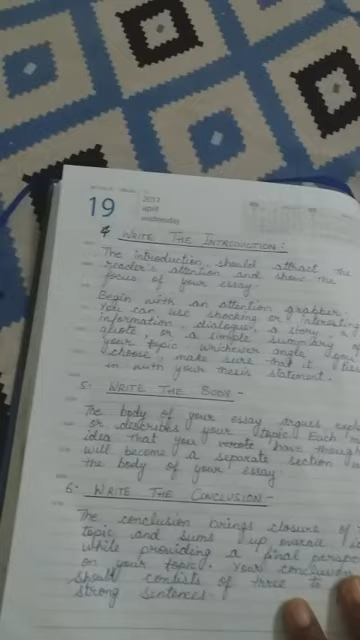 19
2017
april
wednesday
4 WRITE THE INTRODUCTION:
The introduction should attract the
reader's attention and show the
focus of your essay.
Begin with an attention grabber.
You can use shocking or interesting
information, dialogue, a story, a
quote, or a simple summary of
your topic. Whichever angle you
choose, make sure that it ties
in with your thesis statement.
5. WRITE THE BODY-
The body of your essay argues
or describes your topic. Each
idea that you wrote have
will become a separate section
the body of your essay.
6. WRITE THE CONCLUSION-
The conclusion brings closure of
topic and sums up overall
while providing a final
on your topic. Your
should consists of three to
strong sentences.